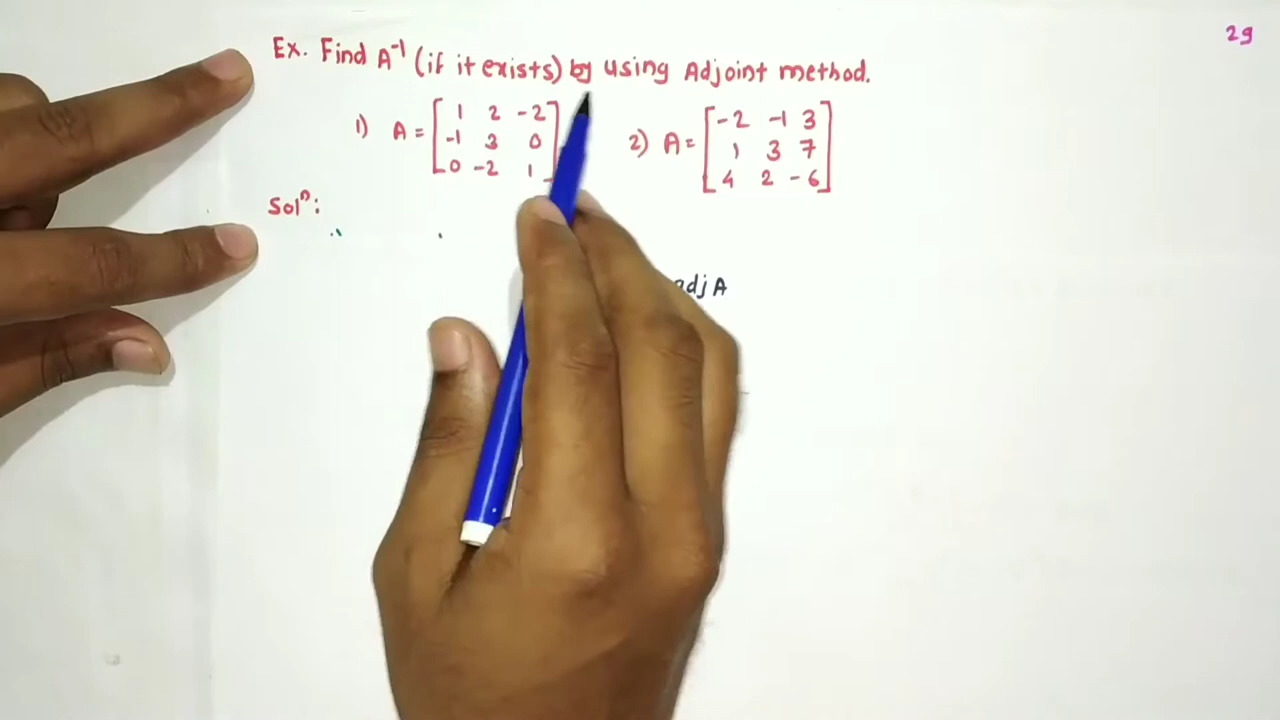 29
Ex. Find A⁻¹ (if it exists) by using Adjoint method.
1) A = [ 1 2 -2 2) A = [ -2 -1 3 ]
-1 3 0 1 3 7
0 -2 1 4 2 -6
Solⁿ:
adj A